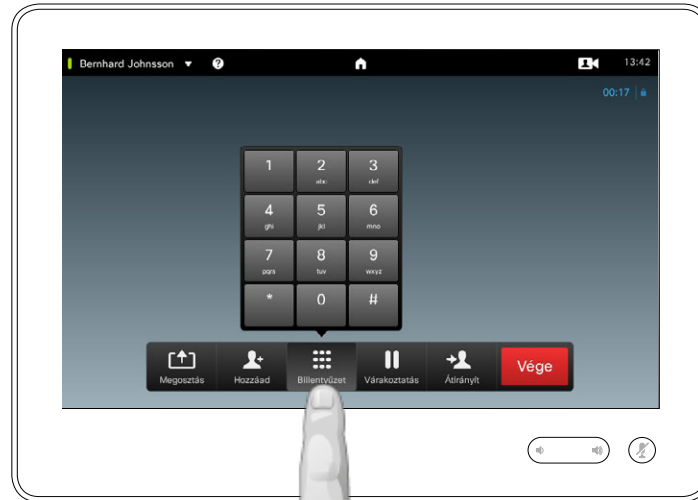 Bernhard Johnsson ? 13:42
00:17
1 2 3
abc def
4 5 6
ghi jkl mno
7 8 9
pqrs tuv wxyz
* 0 #
Megosztás Hozzáad Billentyűzet Várakoztatás Átirányít Vége